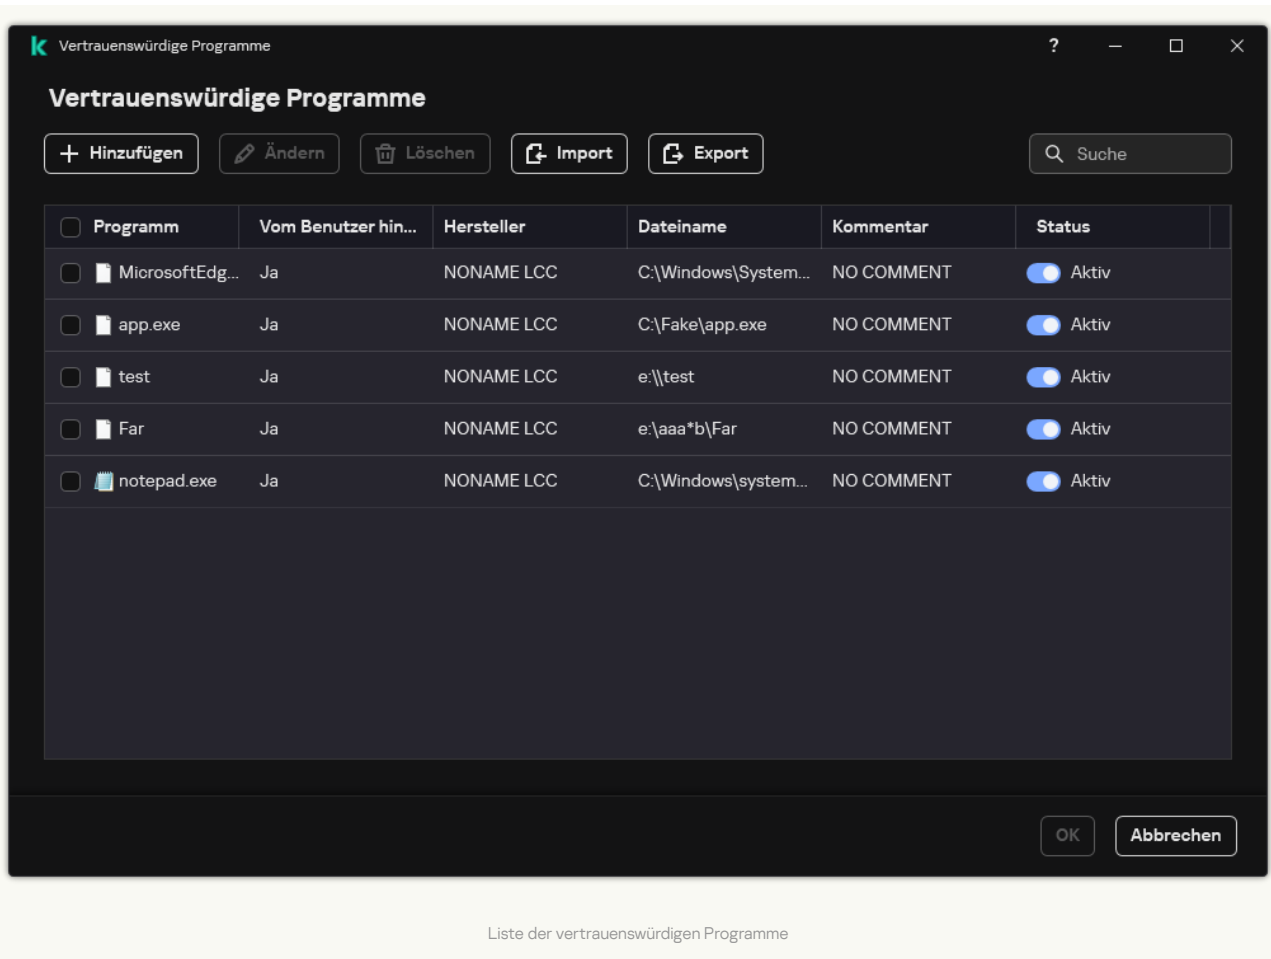 Vertrauenswürdige Programme
?
Vertrauenswürdige Programme
Hinzufügen Ändern Löschen Import Export Suche
Programm Vom Benutzer hin... Hersteller Dateiname Kommentar Status
MicrosoftEdg... Ja NONAME LCC C:\Windows\System... NO COMMENT Aktiv
app.exe Ja NONAME LCC C:\Fake\app.exe NO COMMENT Aktiv
test Ja NONAME LCC e:\\test NO COMMENT Aktiv
Far Ja NONAME LCC e:\aaa*b\Far NO COMMENT Aktiv
notepad.exe Ja NONAME LCC C:\Windows\system... NO COMMENT Aktiv
OK Abbrechen
Liste der vertrauenswürdigen Programme